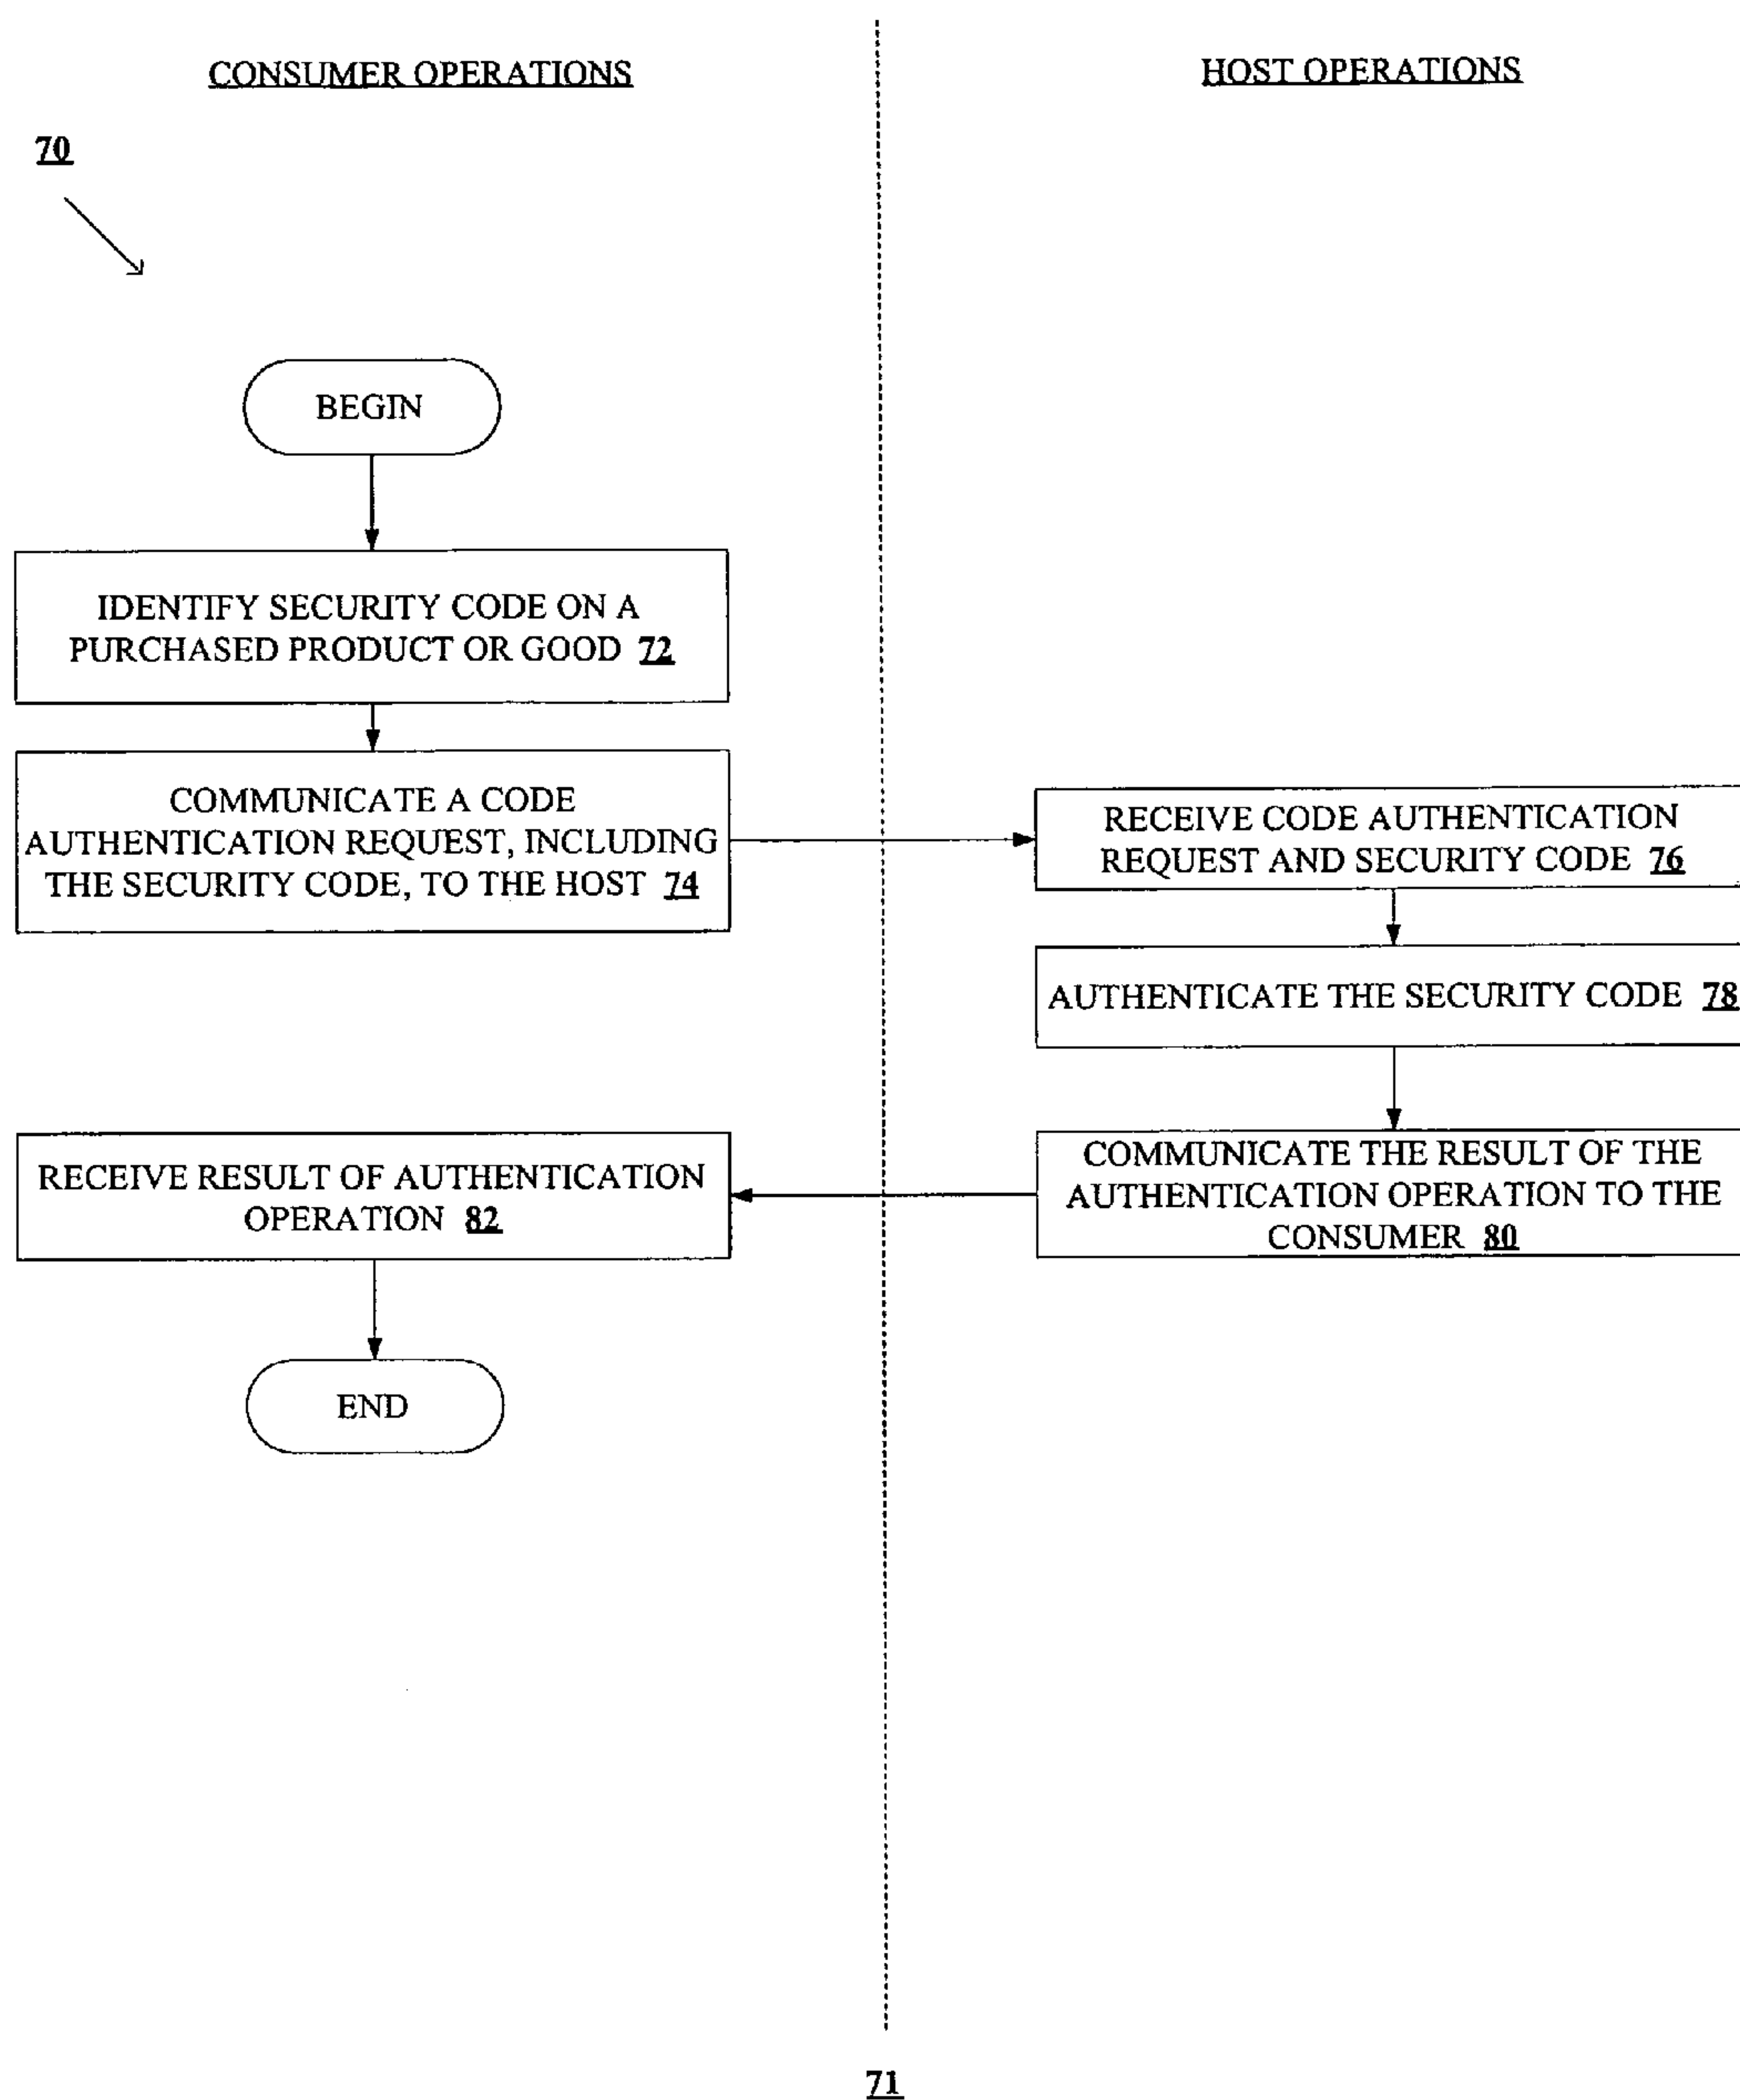 CONSUMER OPERATIONS
HOST OPERATIONS
70
BEGIN
IDENTIFY SECURITY CODE ON A
PURCHASED PRODUCT OR GOOD 72
COMMUNICATE A CODE
AUTHENTICATION REQUEST, INCLUDING
THE SECURITY CODE, TO THE HOST 74
RECEIVE CODE AUTHENTICATION
REQUEST AND SECURITY CODE 76
AUTHENTICATE THE SECURITY CODE 78
COMMUNICATE THE RESULT OF THE
AUTHENTICATION OPERATION TO THE
CONSUMER 80
RECEIVE RESULT OF AUTHENTICATION
OPERATION 82
END
71